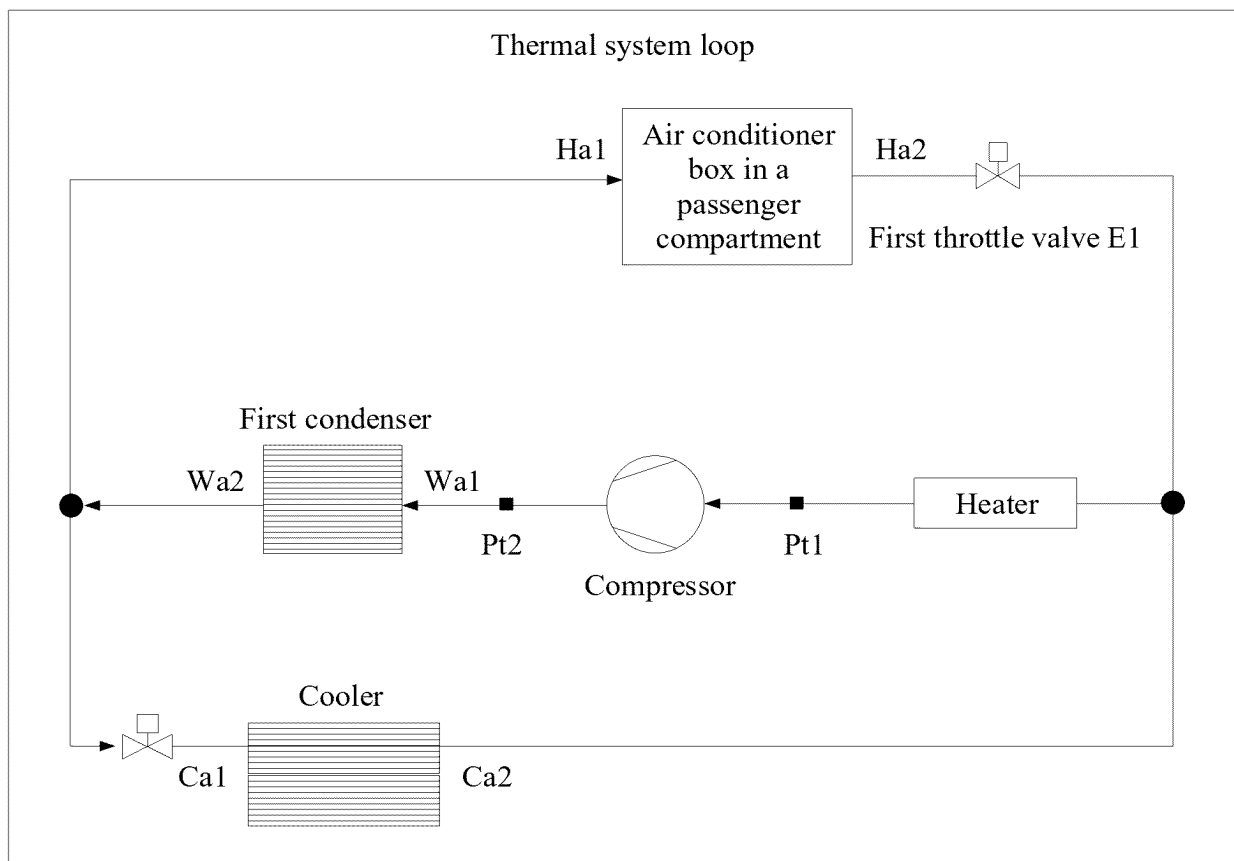 Thermal system loop
Ha1
Air conditioner
box in a
passenger
compartment
Ha2
First throttle valve E1
First condenser
Wa2
Wa1
Pt2
Compressor
Pt1
Heater
Cooler
Ca1
Ca2